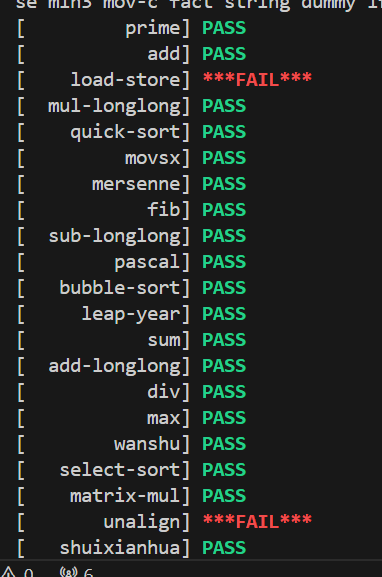 se min3 mov-c fact string dummy if
[         prime] PASS
[           add] PASS
[    load-store] ***FAIL***
[  mul-longlong] PASS
[    quick-sort] PASS
[         movsx] PASS
[      mersenne] PASS
[           fib] PASS
[  sub-longlong] PASS
[        pascal] PASS
[   bubble-sort] PASS
[     leap-year] PASS
[           sum] PASS
[  add-longlong] PASS
[           div] PASS
[           max] PASS
[        wanshu] PASS
[   select-sort] PASS
[    matrix-mul] PASS
[       unalign] ***FAIL***
[   shuixianhua] PASS
0 6